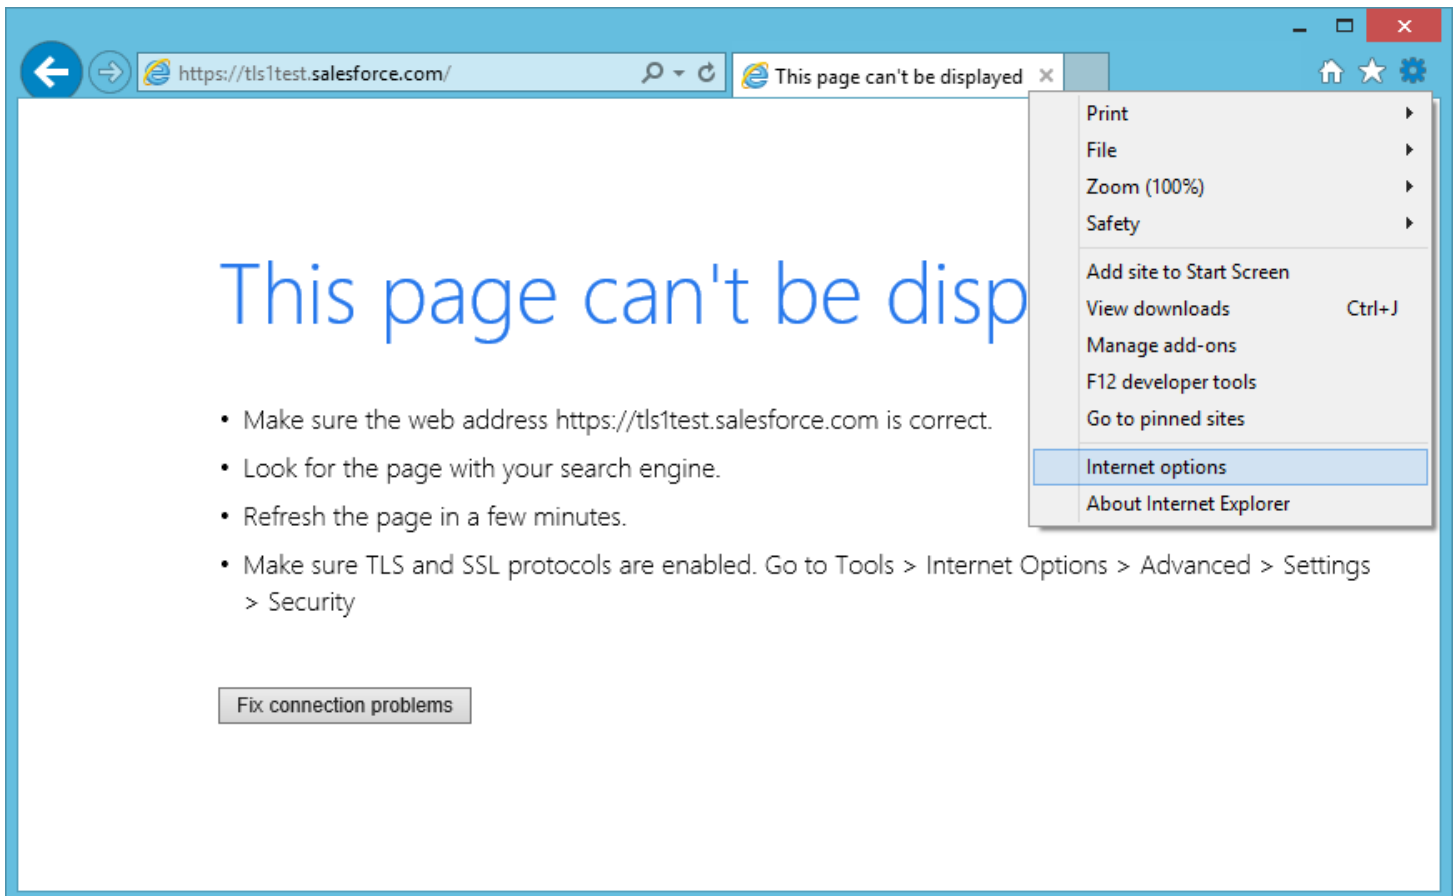 https://tls1test.salesforce.com/
This page can't be displayed
Print
File
Zoom (100%)
Safety
Add site to Start Screen
View downloads Ctrl+J
Manage add-ons
F12 developer tools
Go to pinned sites
Internet options
About Internet Explorer
This page can't be disp
• Make sure the web address https://tls1test.salesforce.com is correct.
• Look for the page with your search engine.
• Refresh the page in a few minutes.
• Make sure TLS and SSL protocols are enabled. Go to Tools > Internet Options > Advanced > Settings
> Security
Fix connection problems